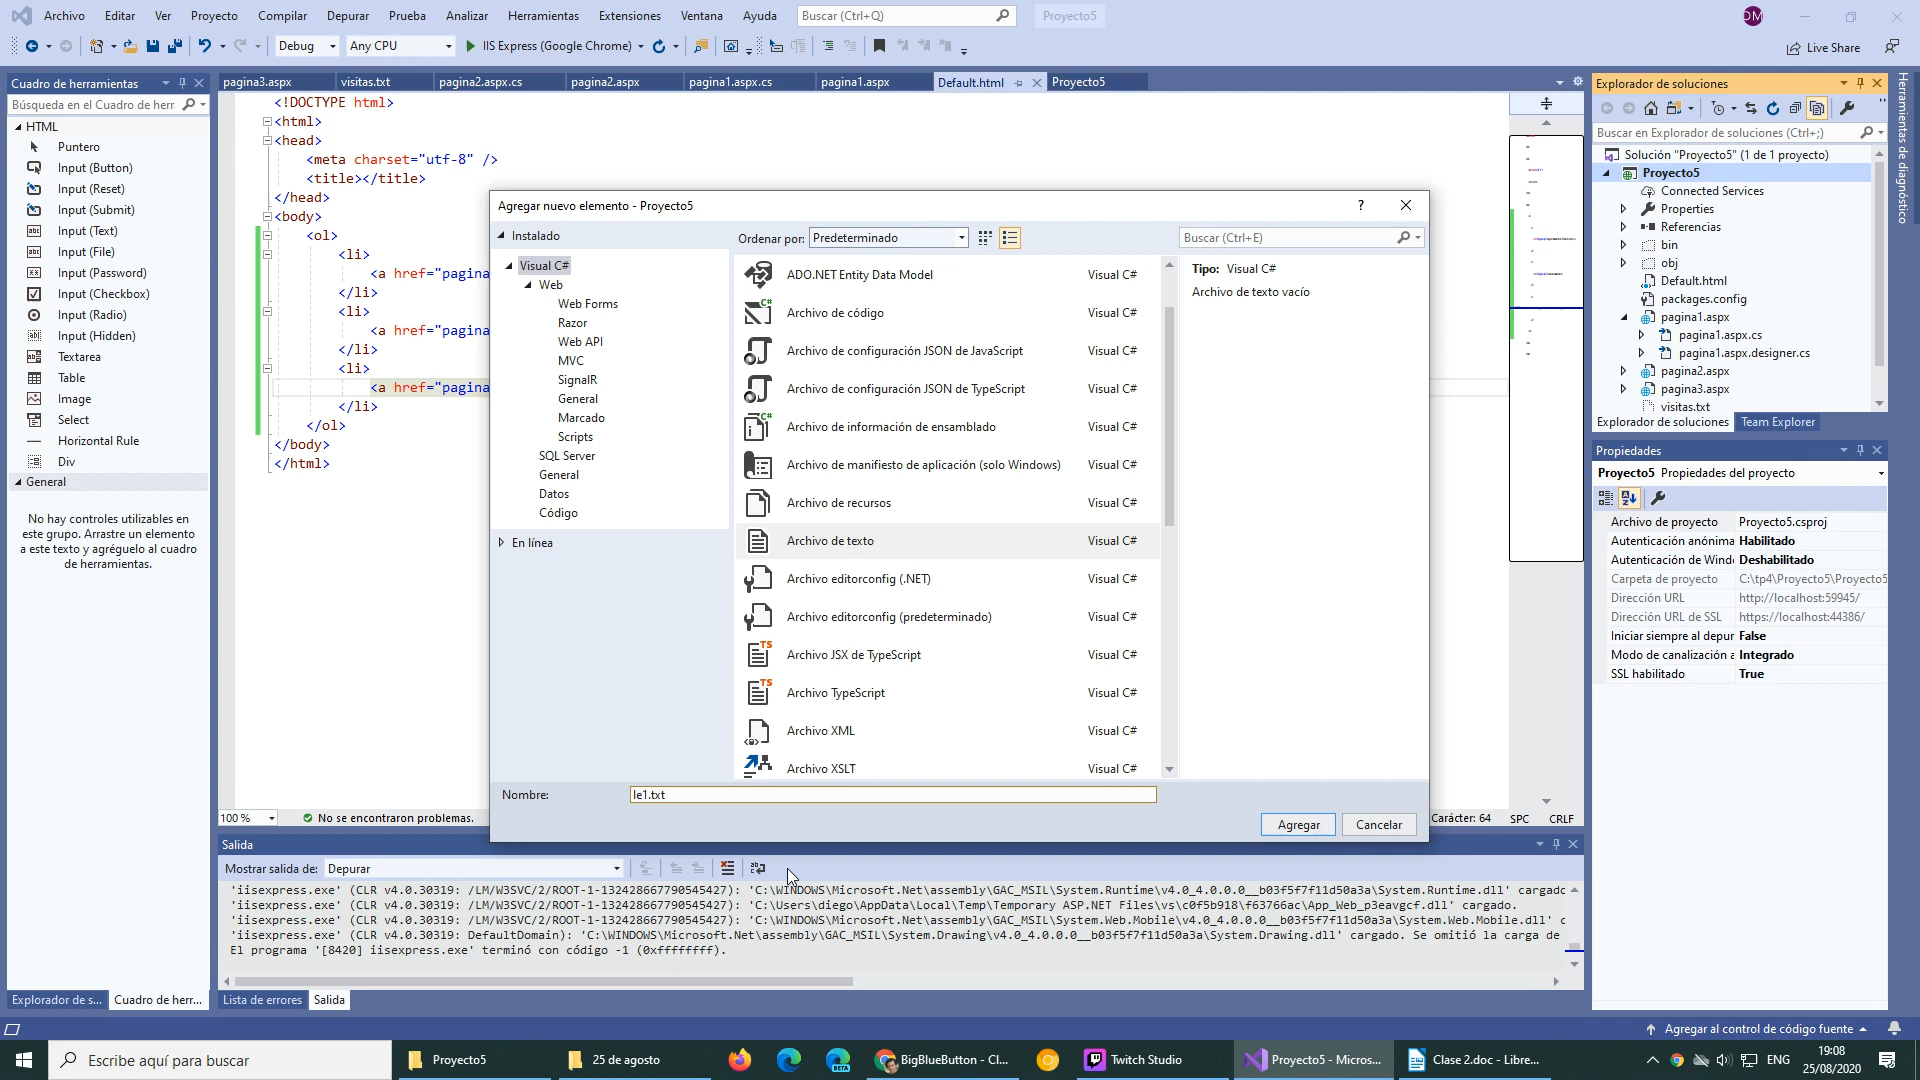 Archivo Editar Ver Proyecto Compilar Depurar Prueba Analizar Herramientas Extensiones Ventana Ayuda Buscar (Ctrl+Q) Proyecto5 DM
Debug Any CPU IIS Express (Google Chrome) Live Share
Cuadro de herramientas
Búsqueda en el Cuadro de herr
HTML
Puntero
Input (Button)
Input (Reset)
Input (Submit)
Input (Text)
Input (File)
Input (Password)
Input (Checkbox)
Input (Radio)
Input (Hidden)
Textarea
Table
Image
Select
Horizontal Rule
Div
General
No hay controles utilizables en
este grupo. Arrastre un elemento
a este texto y agréguelo al cuadro
de herramientas.
Explorador de s... Cuadro de herr...
pagina3.aspx visitas.txt pagina2.aspx.cs pagina2.aspx pagina1.aspx.cs pagina1.aspx Default.html Proyecto5
<!DOCTYPE html>
<html>
<head>
<meta charset="utf-8" />
<title></title>
</head>
<body>
<ol>
<li>
<a href="pagina
</li>
<li>
<a href="pagina
</li>
<li>
<a href="pagina
</li>
</ol>
</body>
</html>
100 % No se encontraron problemas. Carácter: 64 SPC CRLF
Agregar nuevo elemento - Proyecto5 ?
Instalado
Visual C#
Web
Web Forms
Razor
Web API
MVC
SignalR
General
Marcado
Scripts
SQL Server
General
Datos
Código
En línea
Ordenar por: Predeterminado
Buscar (Ctrl+E)
ADO.NET Entity Data Model Visual C#
Archivo de código Visual C#
Archivo de configuración JSON de JavaScript Visual C#
Archivo de configuración JSON de TypeScript Visual C#
Archivo de información de ensamblado Visual C#
Archivo de manifiesto de aplicación (solo Windows) Visual C#
Archivo de recursos Visual C#
Archivo de texto Visual C#
Archivo editorconfig (.NET) Visual C#
Archivo editorconfig (predeterminado) Visual C#
Archivo JSX de TypeScript Visual C#
Archivo TypeScript Visual C#
Archivo XML Visual C#
Archivo XSLT Visual C#
Tipo: Visual C#
Archivo de texto vacío
Nombre: le1.txt
Agregar Cancelar
Salida
Mostrar salida de: Depurar
'iisexpress.exe' (CLR v4.0.30319: /LM/W3SVC/2/ROOT-1-132428667790545427): 'C:\WINDOWS\Microsoft.Net\assembly\GAC_MSIL\System.Runtime\v4.0_4.0.0.0__b03f5f7f11d50a3a\System.Runtime.dll' cargado
'iisexpress.exe' (CLR v4.0.30319: /LM/W3SVC/2/ROOT-1-132428667790545427): 'C:\Users\diego\AppData\Local\Temp\Temporary ASP.NET Files\vs\c0f5b918\f63766ac\App_Web_p3eavgcf.dll' cargado.
'iisexpress.exe' (CLR v4.0.30319: /LM/W3SVC/2/ROOT-1-132428667790545427): 'C:\WINDOWS\Microsoft.Net\assembly\GAC_MSIL\System.Web.Mobile\v4.0_4.0.0.0__b03f5f7f11d50a3a\System.Web.Mobile.dll' c
'iisexpress.exe' (CLR v4.0.30319: DefaultDomain): 'C:\WINDOWS\Microsoft.Net\assembly\GAC_MSIL\System.Drawing\v4.0_4.0.0.0__b03f5f7f11d50a3a\System.Drawing.dll' cargado. Se omitió la carga de
El programa '[8420] iisexpress.exe' terminó con código -1 (0xffffffff).
Lista de errores Salida
Explorador de soluciones
Buscar en Explorador de soluciones (Ctrl+;)
Solución "Proyecto5" (1 de 1 proyecto)
Proyecto5
Connected Services
Properties
References
bin
obj
Default.html
packages.config
pagina1.aspx
pagina1.aspx.cs
pagina1.aspx.designer.cs
pagina2.aspx
pagina3.aspx
visitas.txt
Explorador de soluciones Team Explorer
Propiedades
Proyecto5 Propiedades del proyecto
Archivo de proyecto Proyecto5.csproj
Autenticación anónima Habilitado
Autenticación de Wind Deshabilitado
Carpeta de proyecto C:\tp4\Proyecto5\Proyecto5
Dirección URL http://localhost:59945/
Dirección URL de SSL https://localhost:44386/
Iniciar siempre al depur False
Modo de canalización a Integrado
SSL habilitado True
Herramientas de diagnóstico
Agregar al control de código fuente
Escribe aquí para buscar Proyecto5 25 de agosto BETA BigBlueButton - Cl... Twitch Studio Proyecto5 - Micros... Clase 2.doc - Libre... ENG 19:08
25/08/2020